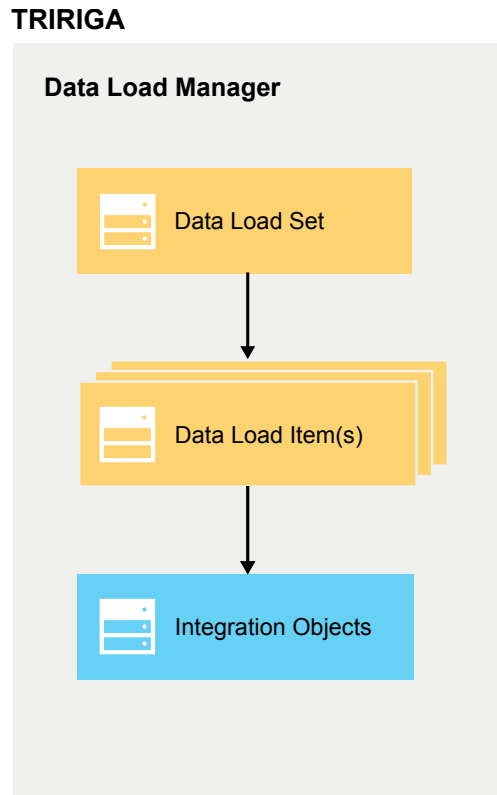 TRIRIGA
Data Load Manager
Data Load Set
Data Load Item(s)
Integration Objects